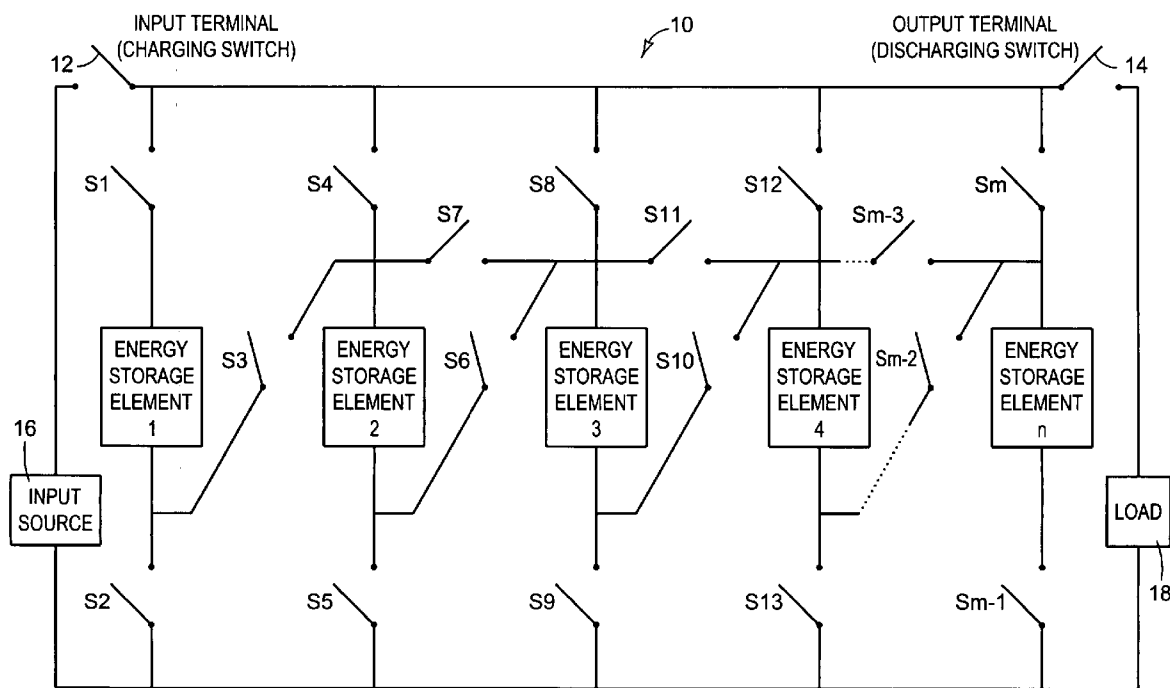 INPUT TERMINAL
(CHARGING SWITCH)
10
OUTPUT TERMINAL
(DISCHARGING SWITCH)
12
14
S1
S4
S8
S12
Sm
S7
S11
Sm-3
ENERGY
STORAGE
ELEMENT
1
S3
ENERGY
STORAGE
ELEMENT
2
S6
ENERGY
STORAGE
ELEMENT
3
S10
ENERGY
STORAGE
ELEMENT
4
Sm-2
ENERGY
STORAGE
ELEMENT
n
16
INPUT
SOURCE
LOAD
18
S2
S5
S9
S13
Sm-1